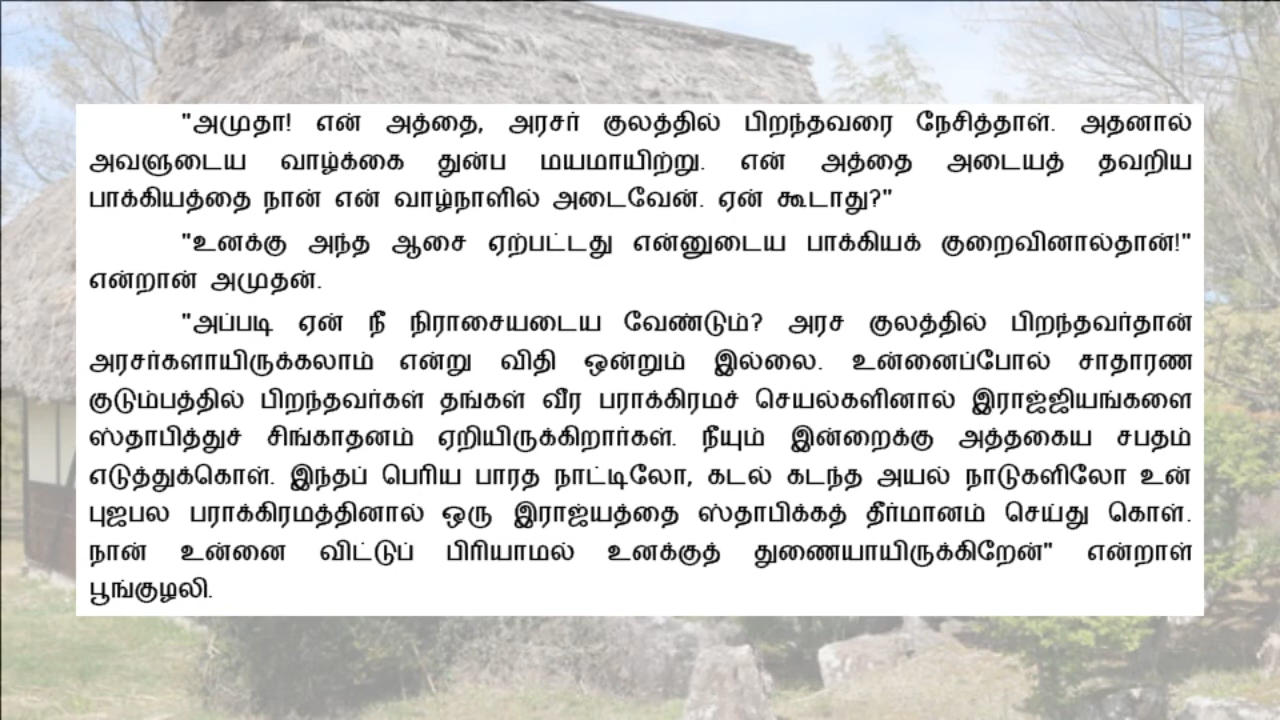 "அமுதா! என் அத்தை, அரசர் குலத்தில் பிறந்தவரை நேசித்தாள். அதனால்
அவளுடைய வாழ்க்கை துன்ப மயமாயிற்று. என் அத்தை அடையத் தவறிய
பாக்கியத்தை நான் என் வாழ்நாளில் அடைவேன். ஏன் கூடாது?"
"உனக்கு அந்த ஆசை ஏற்பட்டது என்னுடைய பாக்கியக் குறைவினால்தான்!"
என்றான் அமுதன்.
"அப்படி ஏன் நீ நிராசையடைய வேண்டும்? அரச குலத்தில் பிறந்தவர்தான்
அரசர்களாயிருக்கலாம் என்று விதி ஒன்றும் இல்லை. உன்னைப்போல் சாதாரண
குடும்பத்தில் பிறந்தவர்கள் தங்கள் வீர பராக்கிரமச் செயல்களினால் இராஜ்ஜியங்களை
ஸ்தாபித்துச் சிங்காதனம் ஏறியிருக்கிறார்கள். நீயும் இன்றைக்கு அத்தகைய சபதம்
எடுத்துக்கொள். இந்தப் பெரிய பாரத நாட்டிலோ, கடல் கடந்த அயல் நாடுகளிலோ உன்
புஜபல பராக்கிரமத்தினால் ஒரு இராஜ்யத்தை ஸ்தாபிக்கத் தீர்மானம் செய்து கொள்.
நான் உன்னை விட்டுப் பிரியாமல் உனக்குத் துணையாயிருக்கிறேன்" என்றாள்
பூங்குழலி.